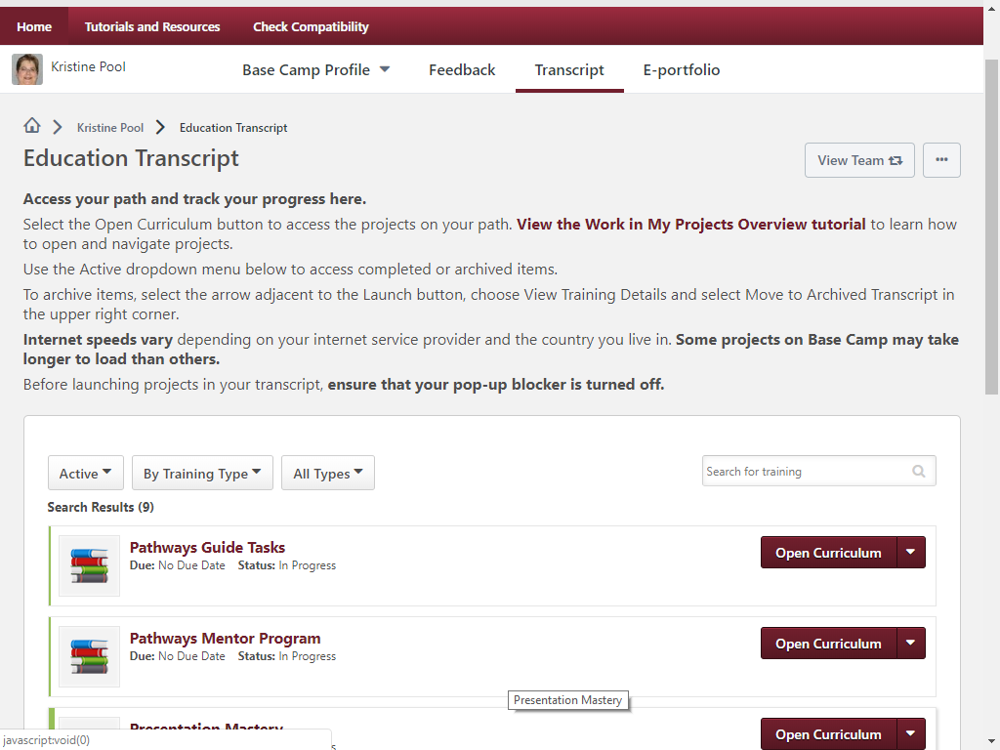 Home Tutorials and Resources Check Compatibility
Kristine Pool Base Camp Profile Feedback Transcript E-portfolio
Kristine Pool Education Transcript
Education Transcript
View Team ...
Access your path and track your progress here.
Select the Open Curriculum button to access the projects on your path. View the Work in My Projects Overview tutorial to learn how
to open and navigate projects.
Use the Active dropdown menu below to access completed or archived items.
To archive items, select the arrow adjacent to the Launch button, choose View Training Details and select Move to Archived Transcript in
the upper right corner.
Internet speeds vary depending on your internet service provider and the country you live in. Some projects on Base Camp may take
longer to load than others.
Before launching projects in your transcript, ensure that your pop-up blocker is turned off.
Active By Training Type All Types Search for training
Search Results (9)
Pathways Guide Tasks
Due: No Due Date Status: In Progress
Open Curriculum
Pathways Mentor Program
Due: No Due Date Status: In Progress
Open Curriculum
Presentation Mastery
Presentation Mastery
Open Curriculum
javascript:void(0)